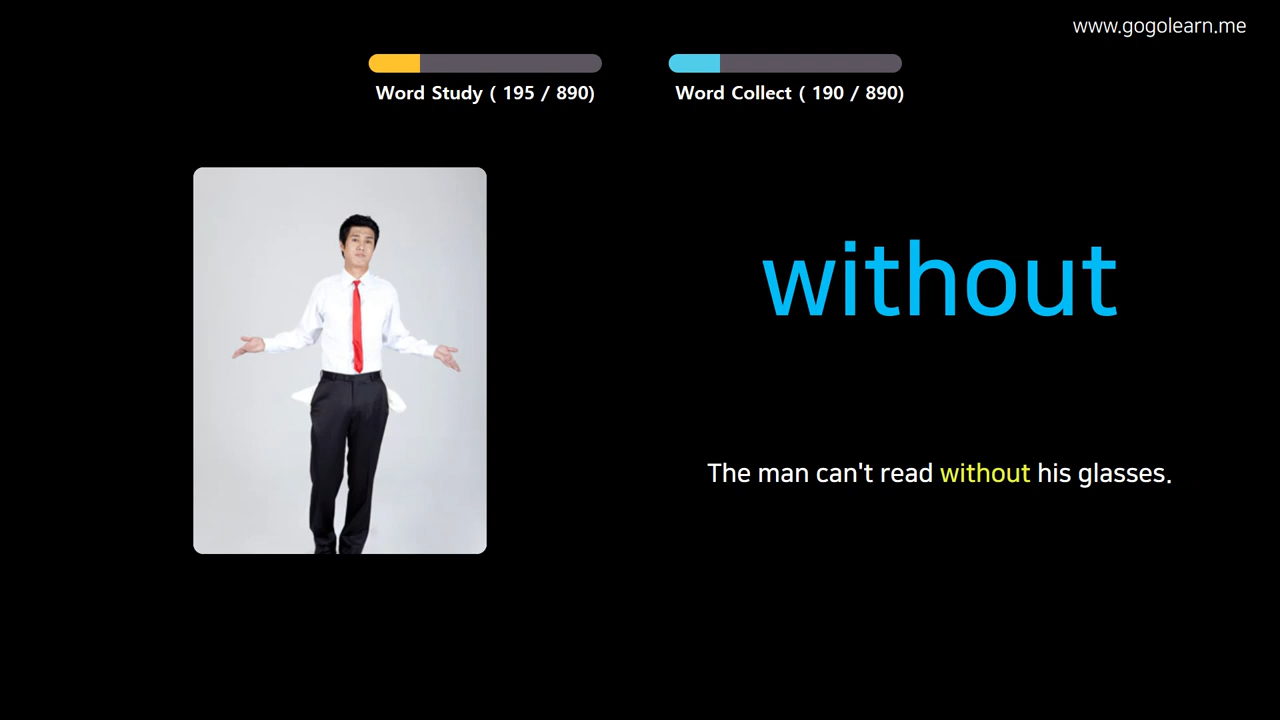 www.gogolearn.me
Word Study ( 195 / 890)
Word Collect ( 190 / 890)
without
The man can't read without his glasses.